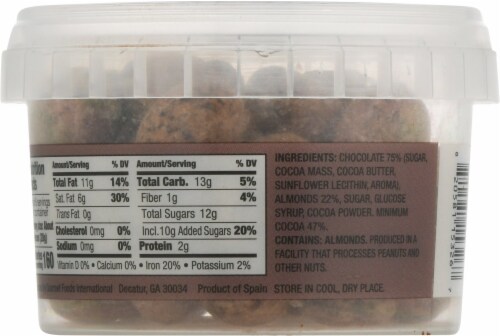 Amount/Serving % DV Amount/Serving % DV
Total Fat 11g 14% Total Carb. 13g 5%
Sat. Fat 6g 30% Fiber 1g 4%
Trans Fat 0g Total Sugars 12g
Cholesterol 0mg 0% Incl.10g Added Sugars 20%
Sodium 0mg 0% Protein 2g
160 Vitamin D 0% • Calcium 0% • Iron 20% • Potassium 2%
Foods International Decatur, GA 30034 Product of Spain STORE IN COOL, DRY PLACE.
INGREDIENTS: CHOCOLATE 75% (SUGAR,
COCOA MASS, COCOA BUTTER,
SUNFLOWER LECITHIN, AROMA),
ALMONDS 22%, SUGAR, GLUCOSE
SYRUP, COCOA POWDER. MINIMUM
COCOA 47%.
CONTAINS: ALMONDS. PRODUCED IN A
FACILITY THAT PROCESSES PEANUTS AND
OTHER NUTS.